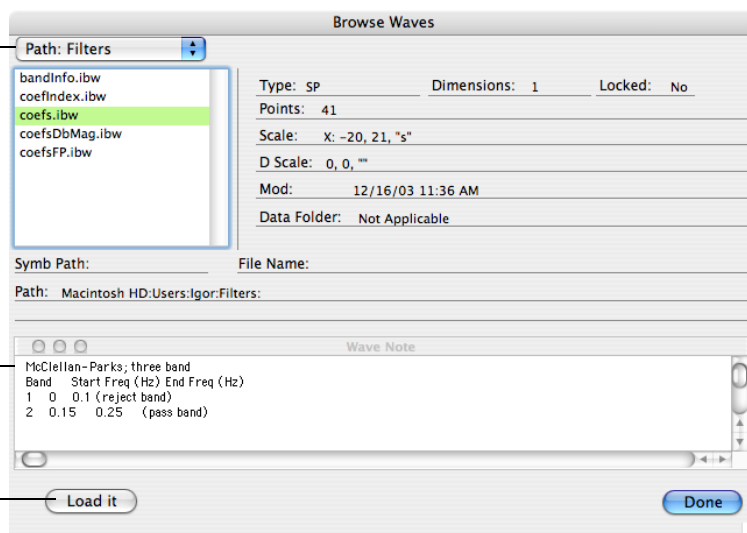 Browse Waves
Path: Filters
bandInfo.ibw
coefIndex.ibw
coefs.ibw
coefsDbMag.ibw
coefsFP.ibw
Type: SP Dimensions: 1 Locked: No
Points: 41
Scale: X: -20, 21, "s"
D Scale: 0, 0, ""
Mod: 12/16/03 11:36 AM
Data Folder: Not Applicable
Symb Path: File Name:
Path: Macintosh HD:Users:Igor:Filters:
Wave Note
McClellan-Parks; three band
Band Start Freq (Hz) End Freq (Hz)
1 0 0.1 (reject band)
2 0.15 0.25 (pass band)
Load it Done